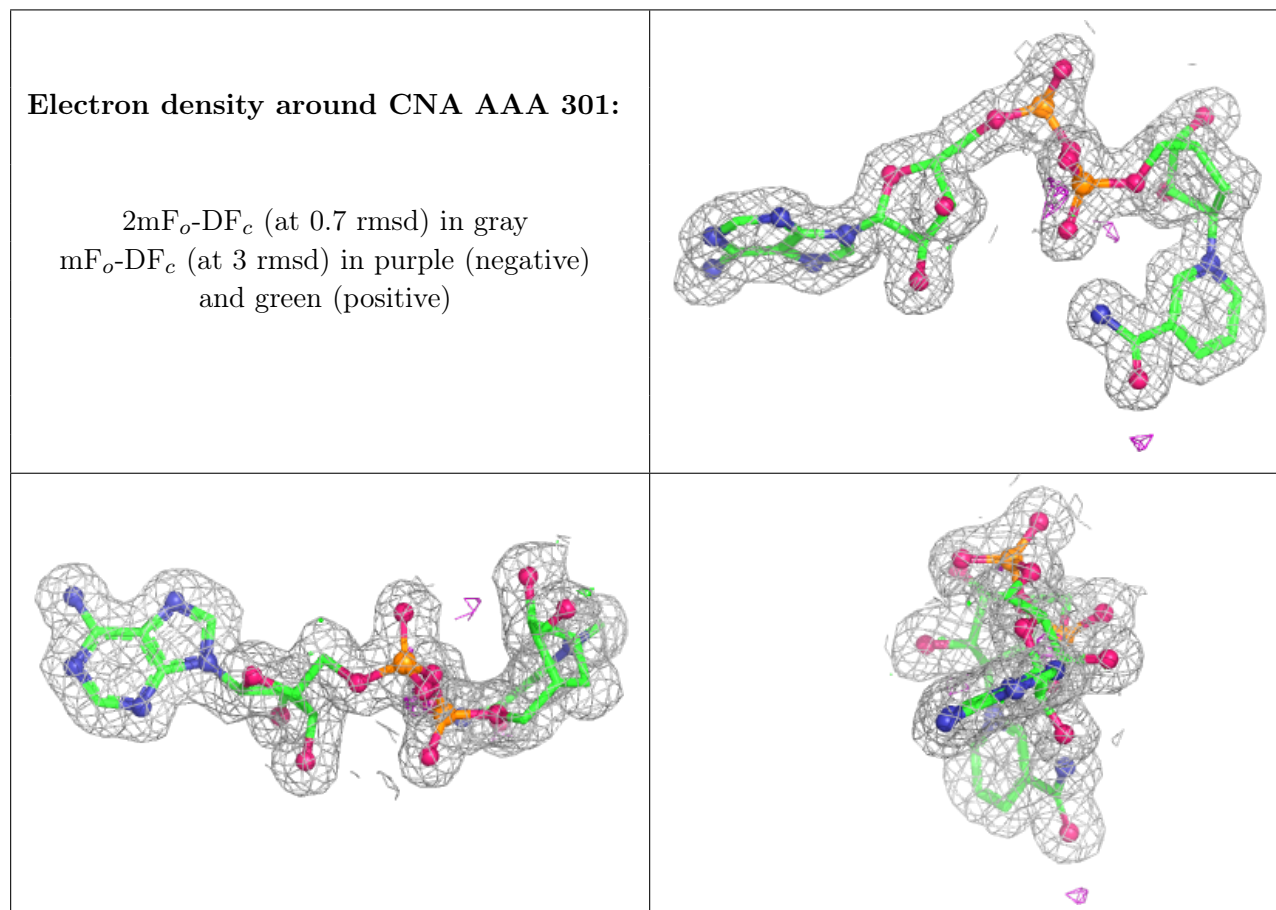 Electron density around CNA AAA 301:
2mFₒ-DF𝒸 (at 0.7 rmsd) in gray
mFₒ-DF𝒸 (at 3 rmsd) in purple (negative)
and green (positive)